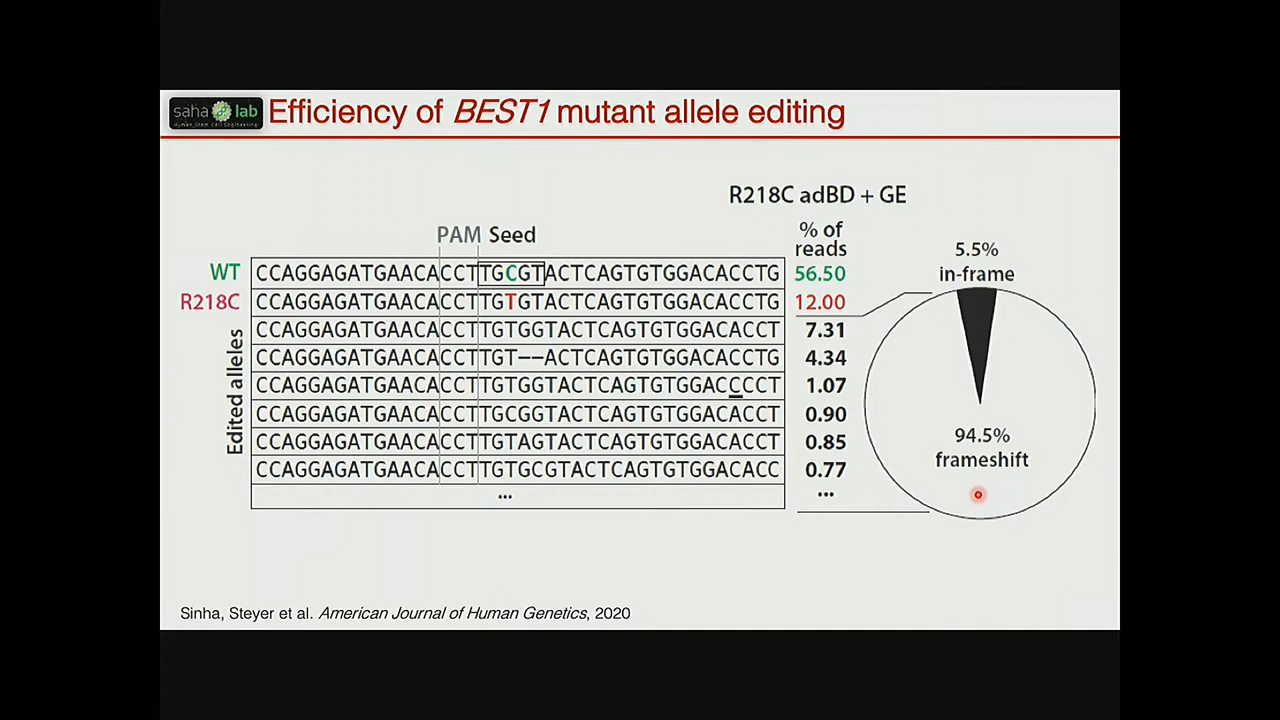 saha lab
Efficiency of BEST1 mutant allele editing
R218C adBD + GE
PAM Seed
% of
reads
WT CCAGGAGATGAACACCTTGCGTACTCAGTGTGGACACCTG 56.50
R218C CCAGGAGATGAACACCTTGTGTACTCAGTGTGGACACCTG 12.00
Edited alleles
CCAGGAGATGAACACCTTGTGGTACTCAGTGTGGACACCT 7.31
CCAGGAGATGAACACCTTGT––ACTCAGTGTGGACACCTG 4.34
CCAGGAGATGAACACCTTGTGGTACTCAGTGTGGACCCCT 1.07
CCAGGAGATGAACACCTTGCGGTACTCAGTGTGGACACCT 0.90
CCAGGAGATGAACACCTTGTAGTACTCAGTGTGGACACCT 0.85
CCAGGAGATGAACACCTTGTGCGTACTCAGTGTGGACACC 0.77
... ...
5.5%
in-frame
94.5%
frameshift
Sinha, Steyer et al. American Journal of Human Genetics, 2020